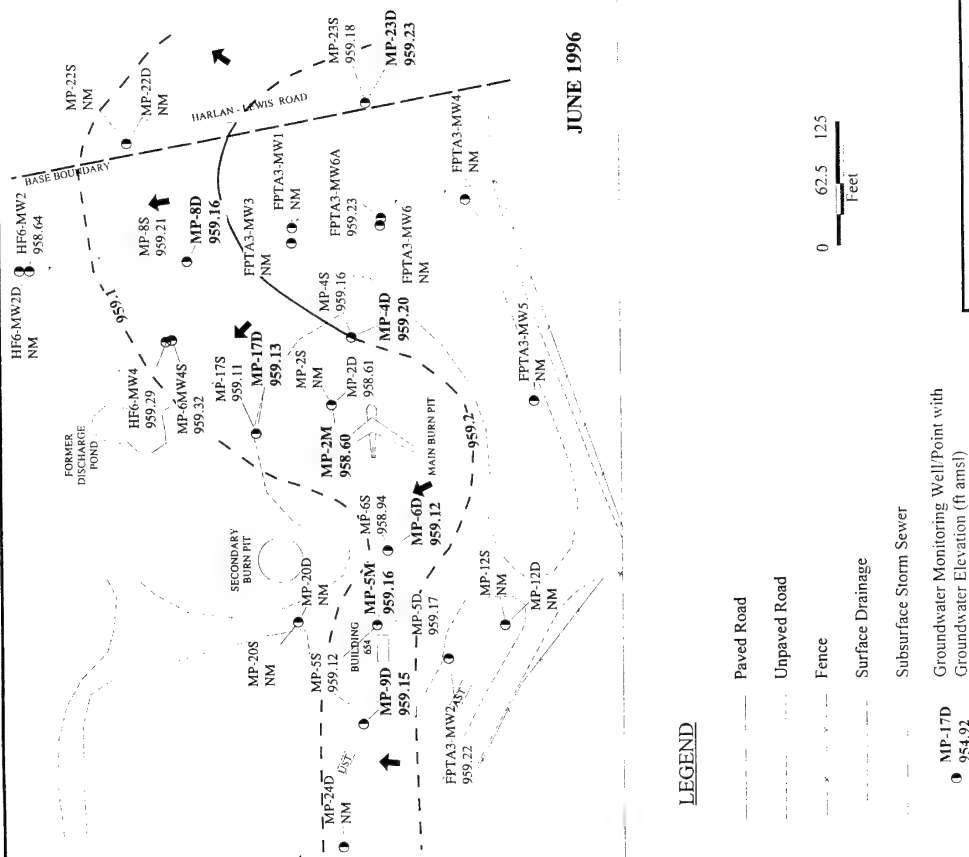 MP-22S
NM
MP-22D
NM
HARLAN - LEWIS ROAD
MP-23S
959.18
MP-23D
959.23
JUNE 1996
BASE BOUNDARY
HF6-MW2
958.64
HF6-MW2D
NM
MP-8S
959.21
MP-8D
959.16
FPTA3-MW3
NM
FPTA3-MW1
NM
FPTA3-MW6A
959.23
FPTA3-MW6
NM
FPTA3-MW4
NM
959.1
HF6-MW4
959.29
MP-6MW4S
959.32
MP-17S
959.11
MP-17D
959.13
MP-4S
959.16
MP-4D
959.20
MP-2S
NM
MP-2D
958.61
MP-2M
958.60
FPTA3-MW5
NM
FORMER
DISCHARGE
POND
MAIN BURN PIT
959.2
SECONDARY
BURN PIT
MP-6S
958.94
MP-6D
959.12
MP-20D
NM
MP-20S
NM
MP-5S
959.12
BUILDING
654
MP-5M
959.16
MP-5D
959.17
MP-12S
NM
MP-12D
NM
MP-9D
959.15
FPTA3-MW2
959.22
AST
UST
MP-24D
NM
0 62.5 125
Feet
LEGEND
Paved Road
Unpaved Road
Fence
Surface Drainage
Subsurface Storm Sewer
MP-17D
954.92
Groundwater Monitoring Well/Point with
Groundwater Elevation (ft amsl)